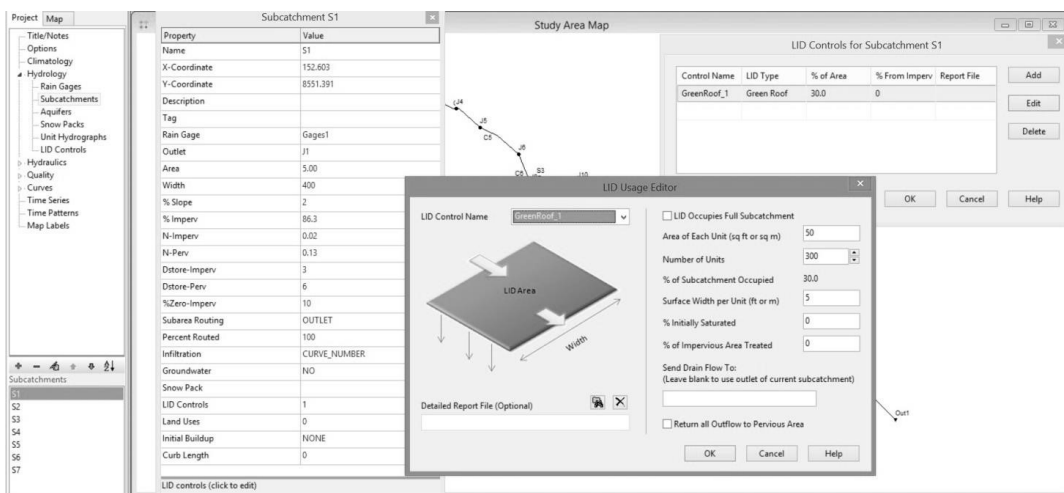 Project Map
Title/Notes
Options
Climatology
Hydrology
Rain Gages
Subcatchments
Aquifers
Snow Packs
Unit Hydrographs
LID Controls
Hydraulics
Quality
Curves
Time Series
Time Patterns
Map Labels
Subcatchments
S1
S2
S3
S4
S5
S6
S7
Subcatchment S1
Property Value
Name S1
X-Coordinate 152.603
Y-Coordinate 8551.391
Description
Tag
Rain Gage Gages1
Outlet J1
Area 5.00
Width 400
% Slope 2
% Imperv 86.3
N-Imperv 0.02
N-Perv 0.13
Dstore-Imperv 3
Dstore-Perv 6
%Zero-Imperv 10
Subarea Routing OUTLET
Percent Routed 100
Infiltration CURVE_NUMBER
Groundwater NO
Snow Pack
LID Controls 1
Land Uses 0
Initial Buildup NONE
Curb Length 0
LID controls (click to edit)
Study Area Map
J4
J5
C5
J6
C6 S3
J10
Out1
LID Controls for Subcatchment S1
Control Name LID Type % of Area % From Imperv Report File
GreenRoof_1 Green Roof 30.0 0
Add
Edit
Delete
OK Cancel Help
LID Usage Editor
LID Control Name GreenRoof_1
LID Area
Width
Detailed Report File (Optional)
LID Occupies Full Subcatchment
Area of Each Unit (sq ft or sq m) 50
Number of Units 300
% of Subcatchment Occupied 30.0
Surface Width per Unit (ft or m) 5
% Initially Saturated 0
% of Impervious Area Treated 0
Send Drain Flow To:
(Leave blank to use outlet of current subcatchment)
Return all Outflow to Pervious Area
OK Cancel Help